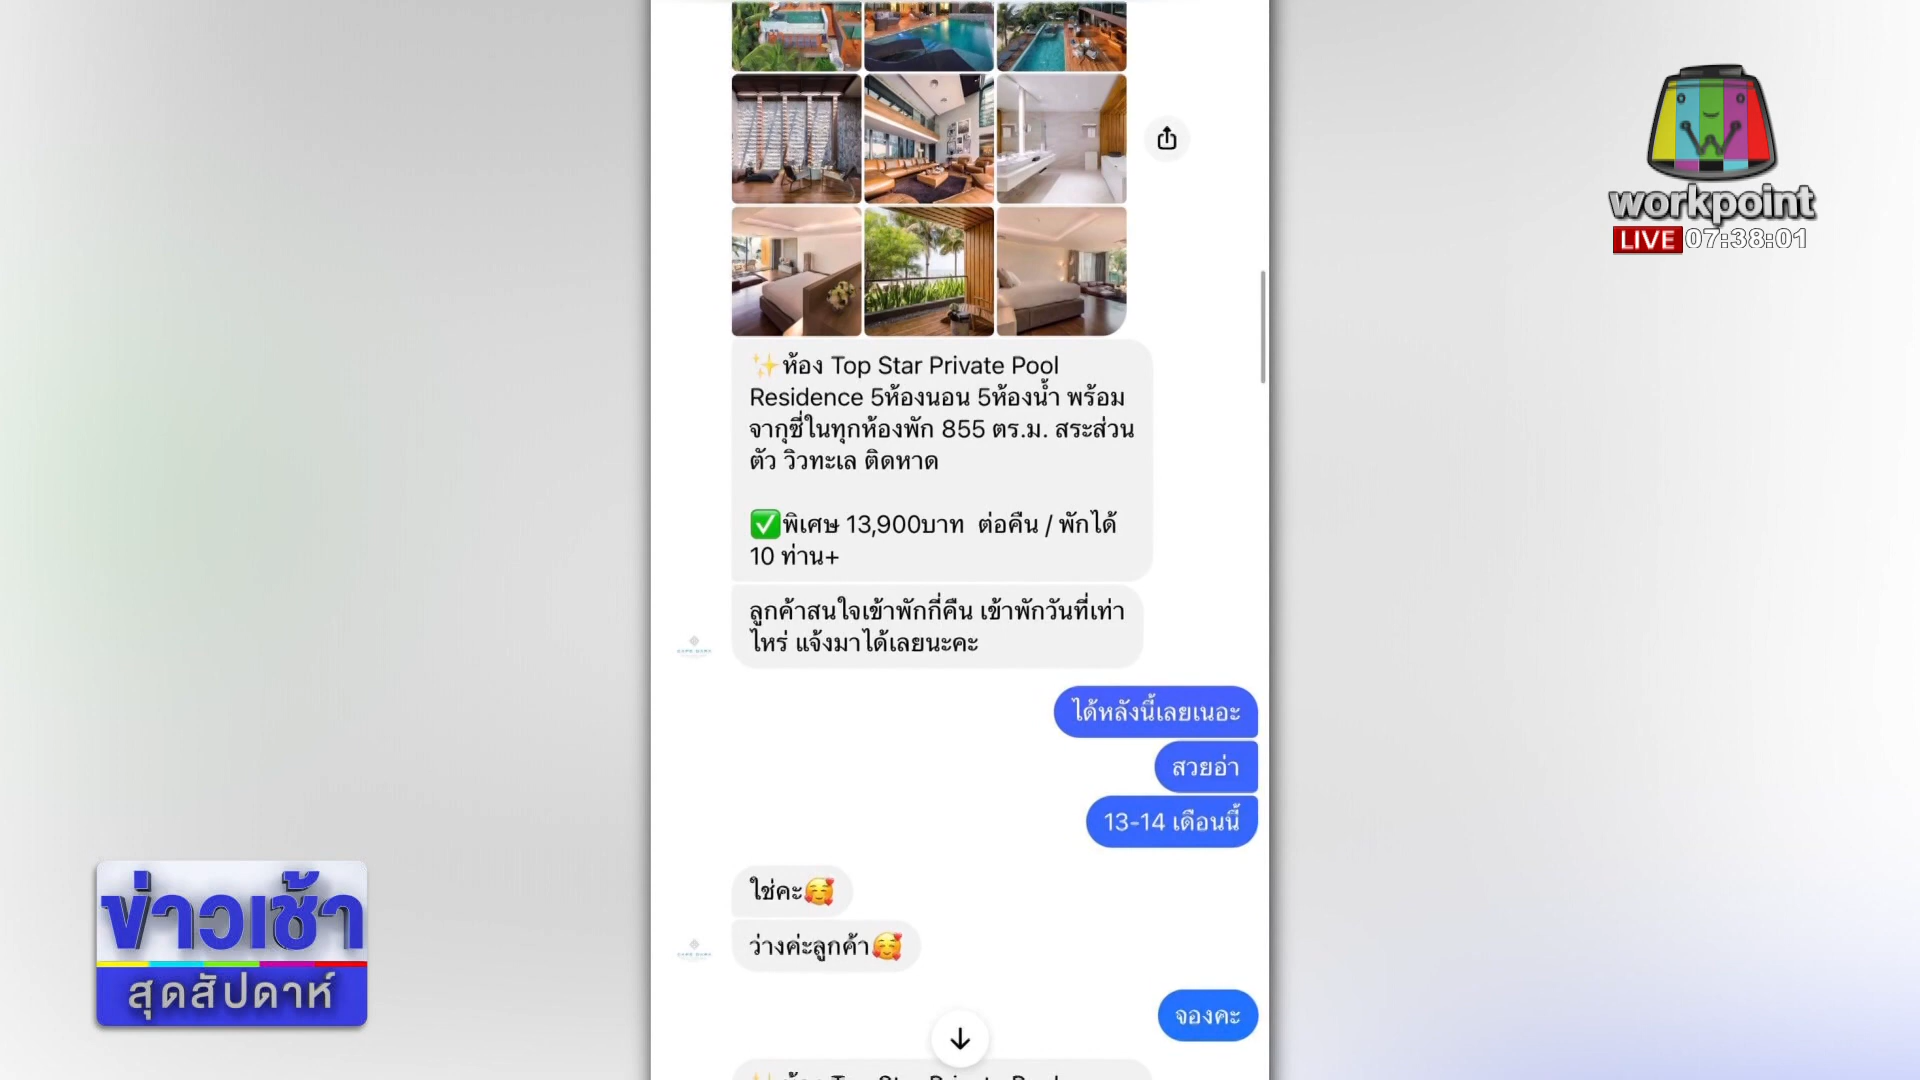 workpoint
LIVE 07:38:01
✨ห้อง Top Star Private Pool
Residence 5ห้องนอน 5ห้องน้ำ พร้อม
จากุซี่ในทุกห้องพัก 855 ตร.ม. สระส่วน
ตัว วิวทะเล ติดหาด
✅พิเศษ 13,900บาท ต่อคืน / พักได้
10 ท่าน+
ลูกค้าสนใจเข้าพักกี่คืน เข้าพักวันที่เท่า
ไหร่ แจ้งมาได้เลยนะคะ
ได้หลังนี้เลยเนอะ
สวยอ่า
13-14 เดือนนี้
ใช่คะ🥰
ว่างค่ะลูกค้า🥰
จองคะ
ข่าวเช้า
สุดสัปดาห์